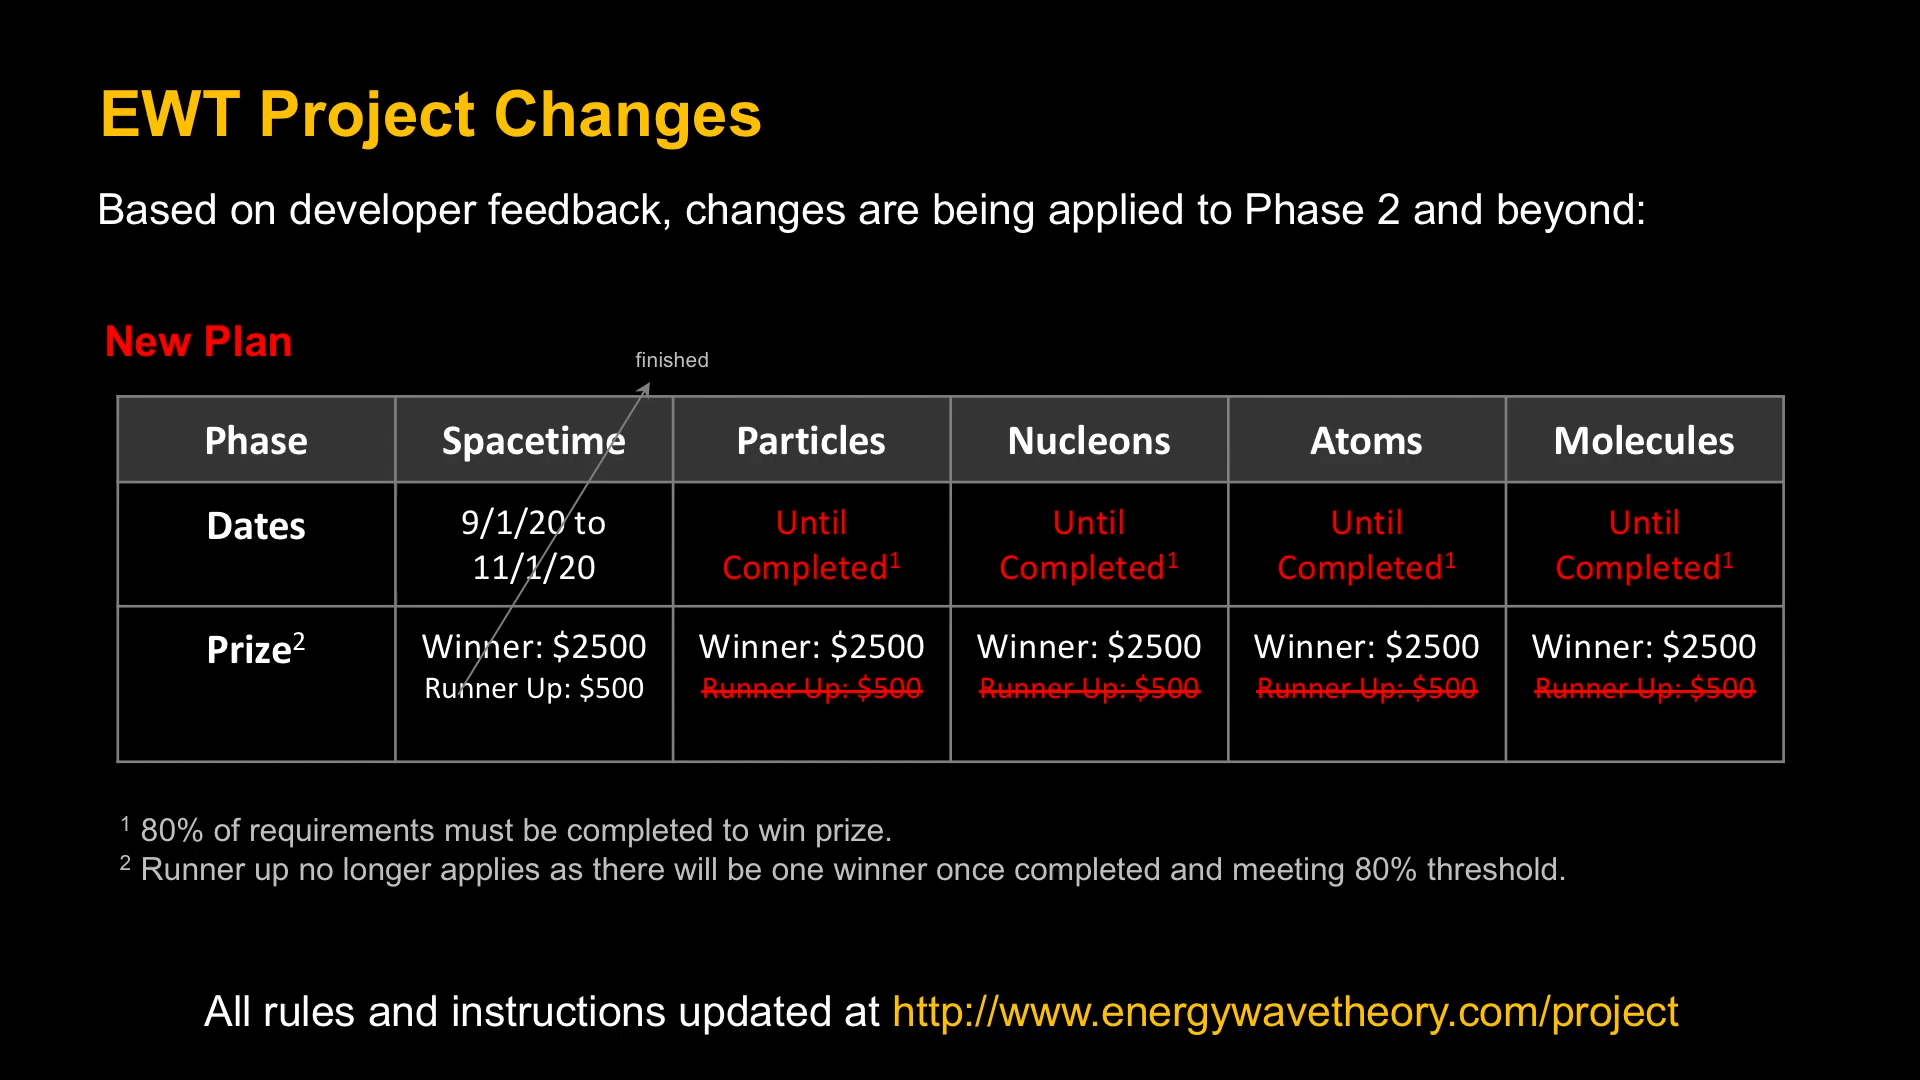 EWT Project Changes
Based on developer feedback, changes are being applied to Phase 2 and beyond:
New Plan
finished
Phase Spacetime Particles Nucleons Atoms Molecules
Dates 9/1/20 to 11/1/20 Until Completed1 Until Completed1 Until Completed1 Until Completed1
Prize2 Winner: $2500 Winner: $2500 Winner: $2500 Winner: $2500 Winner: $2500
Runner Up: $500 Runner Up: $500 Runner Up: $500 Runner Up: $500 Runner Up: $500
1 80% of requirements must be completed to win prize.
2 Runner up no longer applies as there will be one winner once completed and meeting 80% threshold.
All rules and instructions updated at http://www.energywavetheory.com/project